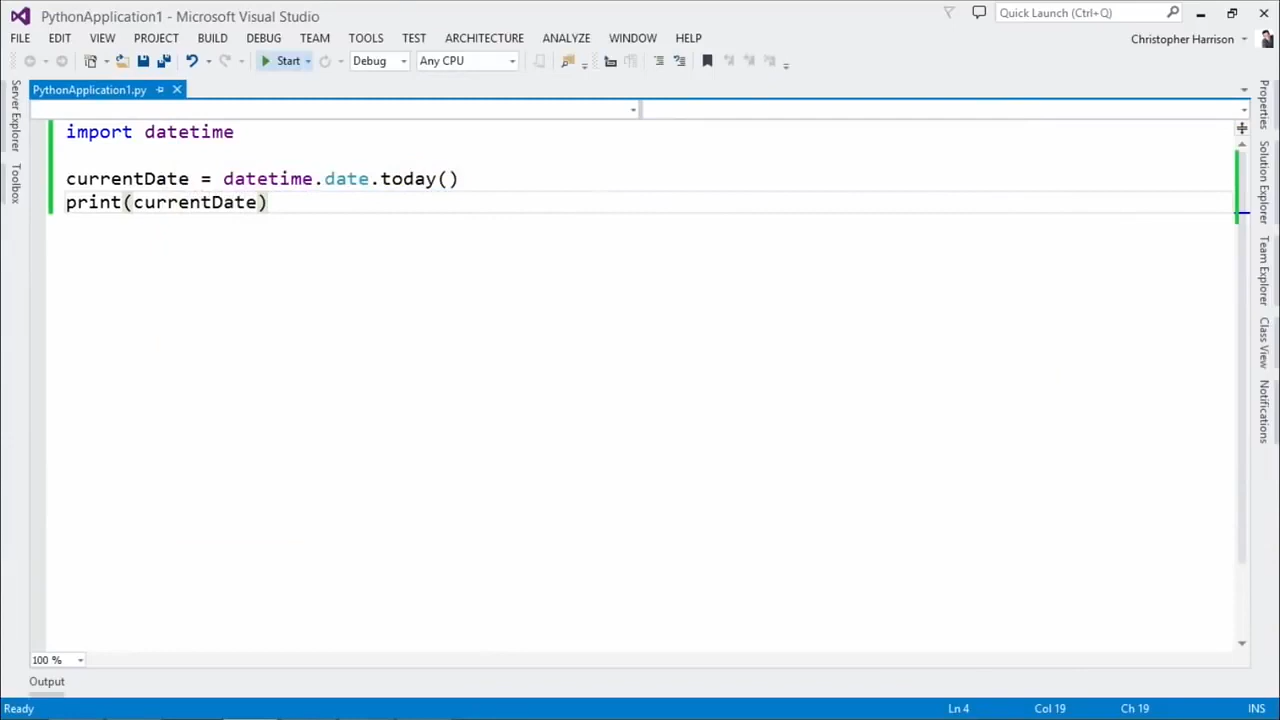 PythonApplication1 - Microsoft Visual Studio
Quick Launch (Ctrl+Q)
FILE EDIT VIEW PROJECT BUILD DEBUG TEAM TOOLS TEST ARCHITECTURE ANALYZE WINDOW HELP
Christopher Harrison
Start Debug Any CPU
PythonApplication1.py
import datetime
currentDate = datetime.date.today()
print(currentDate)
Server Explorer
Toolbox
Properties
Solution Explorer
Team Explorer
Class View
Notifications
100 %
Output
Ready Ln 4 Col 19 Ch 19 INS